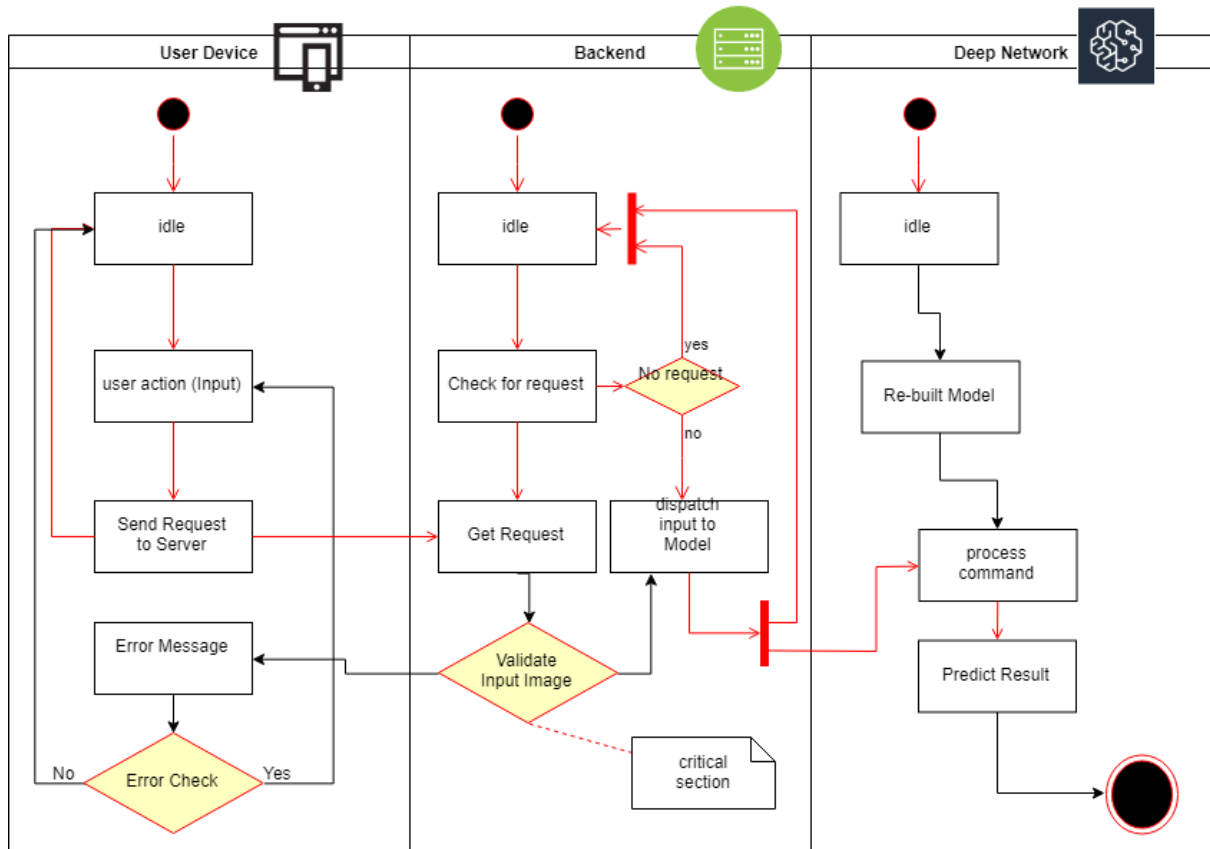 User Device
Backend
Deep Network
idle
idle
idle
user action (Input)
Check for request
yes
No request
no
Re-built Model
Send Request
to Server
Get Request
dispatch
input to
Model
process
command
Error Message
Validate
Input Image
Predict Result
critical
section
No
Error Check
Yes